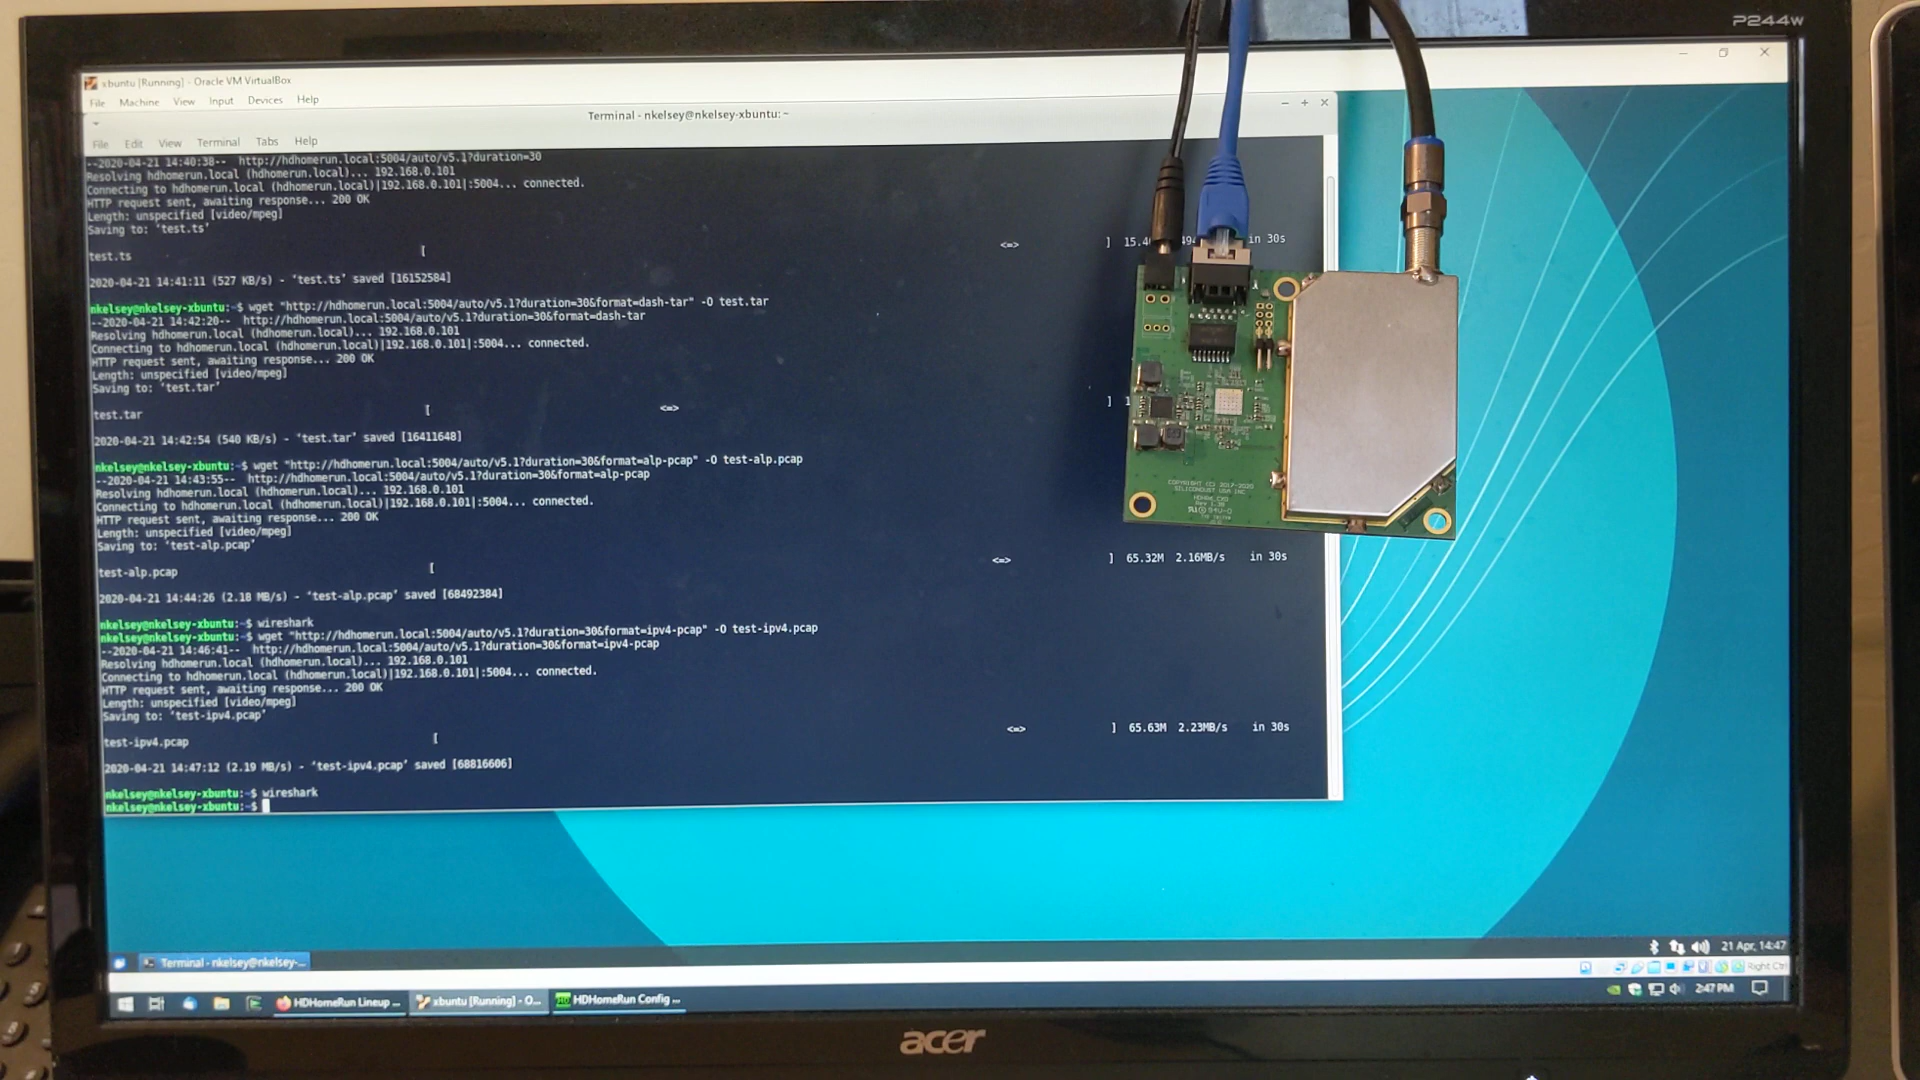 P244W
xbuntu [Running] - Oracle VM VirtualBox
File Machine View Input Devices Help
Terminal - nkelsey@nkelsey-xbuntu: ~
File Edit View Terminal Tabs Help
--2020-04-21 14:40:38-- http://hdhomerun.local:5004/auto/v5.1?duration=30
Resolving hdhomerun.local (hdhomerun.local)... 192.168.0.101
Connecting to hdhomerun.local (hdhomerun.local)|192.168.0.101|:5004... connected.
HTTP request sent, awaiting response... 200 OK
Length: unspecified [video/mpeg]
Saving to: ‘test.ts’
test.ts [ <=> ] 15.4 in 30s
2020-04-21 14:41:11 (527 KB/s) - ‘test.ts’ saved [16152584]
nkelsey@nkelsey-xbuntu:~$ wget "http://hdhomerun.local:5004/auto/v5.1?duration=30&format=dash-tar" -O test.tar
--2020-04-21 14:42:20-- http://hdhomerun.local:5004/auto/v5.1?duration=30&format=dash-tar
Resolving hdhomerun.local (hdhomerun.local)... 192.168.0.101
Connecting to hdhomerun.local (hdhomerun.local)|192.168.0.101|:5004... connected.
HTTP request sent, awaiting response... 200 OK
Length: unspecified [video/mpeg]
Saving to: ‘test.tar’
test.tar [ <=> ] 1
2020-04-21 14:42:54 (540 KB/s) - ‘test.tar’ saved [16411648]
nkelsey@nkelsey-xbuntu:~$ wget "http://hdhomerun.local:5004/auto/v5.1?duration=30&format=alp-pcap" -O test-alp.pcap
--2020-04-21 14:43:55-- http://hdhomerun.local:5004/auto/v5.1?duration=30&format=alp-pcap
Resolving hdhomerun.local (hdhomerun.local)... 192.168.0.101
Connecting to hdhomerun.local (hdhomerun.local)|192.168.0.101|:5004... connected.
HTTP request sent, awaiting response... 200 OK
Length: unspecified [video/mpeg]
Saving to: ‘test-alp.pcap’
test-alp.pcap [ <=> ] 65.32M 2.16MB/s in 30s
2020-04-21 14:44:26 (2.18 MB/s) - ‘test-alp.pcap’ saved [68492384]
nkelsey@nkelsey-xbuntu:~$ wireshark
nkelsey@nkelsey-xbuntu:~$ wget "http://hdhomerun.local:5004/auto/v5.1?duration=30&format=ipv4-pcap" -O test-ipv4.pcap
--2020-04-21 14:46:41-- http://hdhomerun.local:5004/auto/v5.1?duration=30&format=ipv4-pcap
Resolving hdhomerun.local (hdhomerun.local)... 192.168.0.101
Connecting to hdhomerun.local (hdhomerun.local)|192.168.0.101|:5004... connected.
HTTP request sent, awaiting response... 200 OK
Length: unspecified [video/mpeg]
Saving to: ‘test-ipv4.pcap’
test-ipv4.pcap [ <=> ] 65.63M 2.23MB/s in 30s
2020-04-21 14:47:12 (2.19 MB/s) - ‘test-ipv4.pcap’ saved [68816606]
nkelsey@nkelsey-xbuntu:~$ wireshark
nkelsey@nkelsey-xbuntu:~$
COPYRIGHT (C) 2017-2020
SILICONDUST USA INC.
94V-0
21 Apr, 14:47
Terminal - nkelsey@nkelsey-...
Right Ctrl
HDHomeRun Lineup ...
xbuntu [Running] - O...
HDHomeRun Config ...
2:47 PM
acer